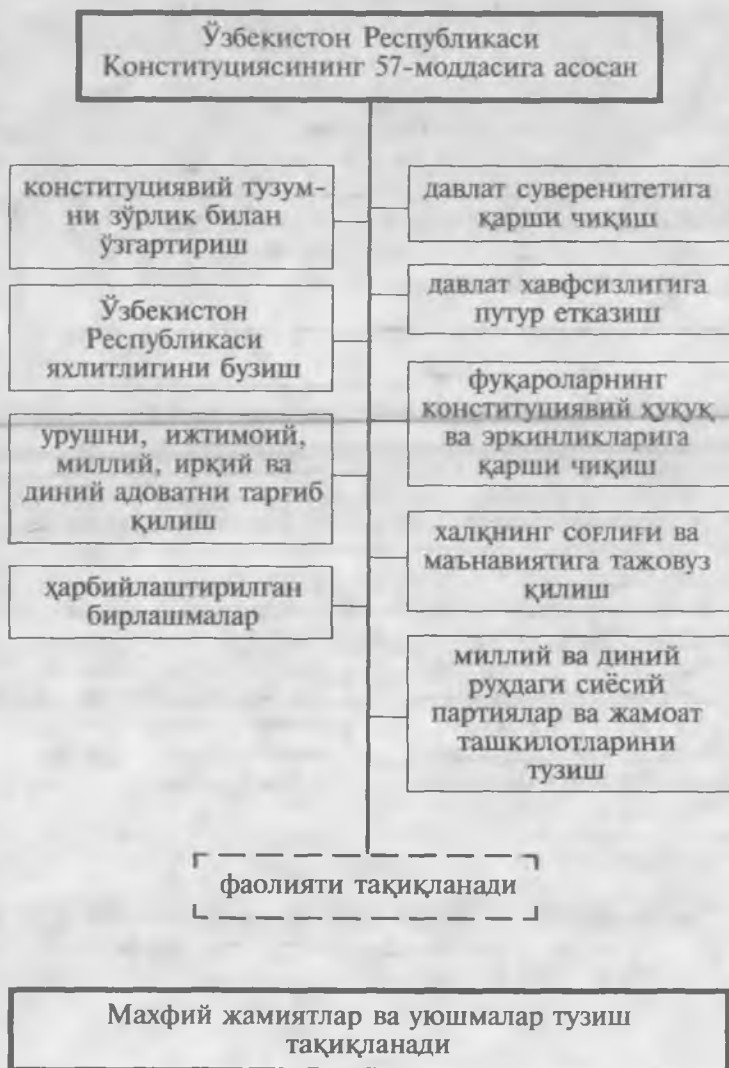 Ўзбекистон Республикаси
Конституциясининг 57-моддасига асосан
конституциявий тузум-
ни зўрлик билан
ўзгартириш
Ўзбекистон
Республикаси
яхлитлигини бузиш
урушни, ижтимоий,
миллий, ирқий ва
диний адоватни тарғиб
қилиш
ҳарбийлаштирилган
бирлашмалар
давлат суверенитетига
қарши чиқиш
давлат хавфсизлигига
путур етказиш
фуқароларнинг
конституциявий ҳуқуқ
ва эркинликларига
қарши чиқиш
халқнинг соғлиғи ва
маънавиятига тажовуз
қилиш
миллий ва диний
руҳдаги сиёсий
партиялар ва жамоат
ташкилотларини
тузиш
фаолияти тақиқланади
Махфий жамиятлар ва уюшмалар тузиш
тақиқланади